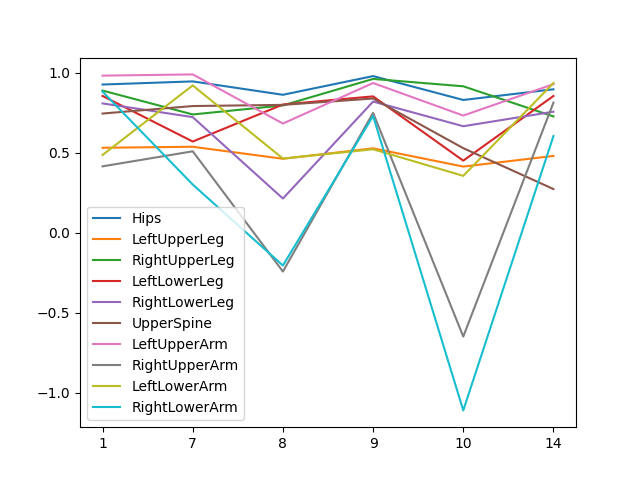 1.0
0.5
0.0
−0.5
−1.0
Hips
LeftUpperLeg
RightUpperLeg
LeftLowerLeg
RightLowerLeg
UpperSpine
LeftUpperArm
RightUpperArm
LeftLowerArm
RightLowerArm
1 7 8 9 10 14